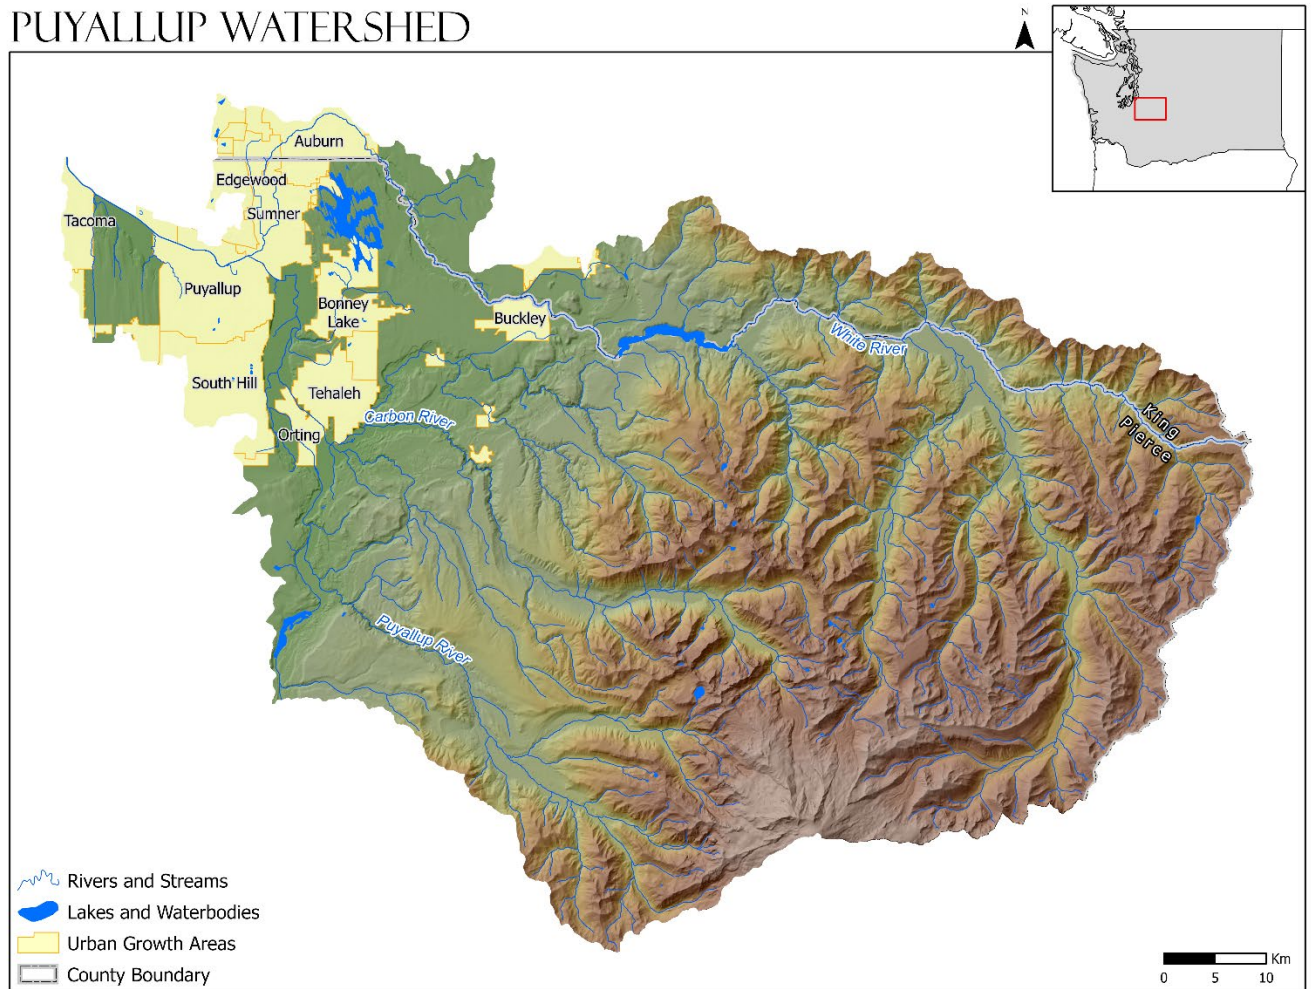 PUYALLUP WATERSHED
N
Auburn
Edgewood
Sumner
Tacoma
Puyallup
Bonney
Lake
Buckley
White River
South Hill
Tehaleh
Carbon River
Orting
King
Pierce
Puyallup River
Rivers and Streams
Lakes and Waterbodies
Urban Growth Areas
County Boundary
Km
0 5 10